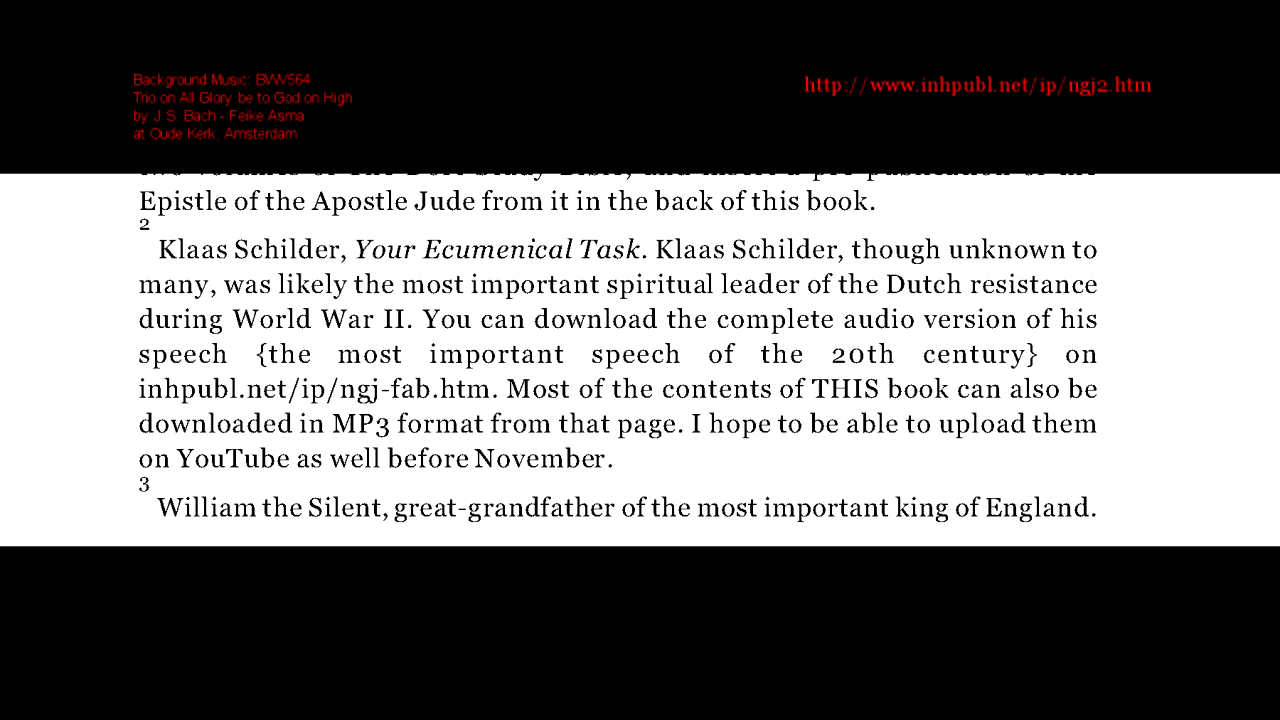 Background Music: BWV564
Trio on All Glory be to God on High
by J.S. Bach - Feike Asma
at Oude Kerk, Amsterdam
http://www.inhpubl.net/ip/ngj2.htm
Epistle of the Apostle Jude from it in the back of this book.
2
Klaas Schilder, Your Ecumenical Task. Klaas Schilder, though unknown to
many, was likely the most important spiritual leader of the Dutch resistance
during World War II. You can download the complete audio version of his
speech {the most important speech of the 20th century} on
inhpubl.net/ip/ngj-fab.htm. Most of the contents of THIS book can also be
downloaded in MP3 format from that page. I hope to be able to upload them
on YouTube as well before November.
3
William the Silent, great-grandfather of the most important king of England.